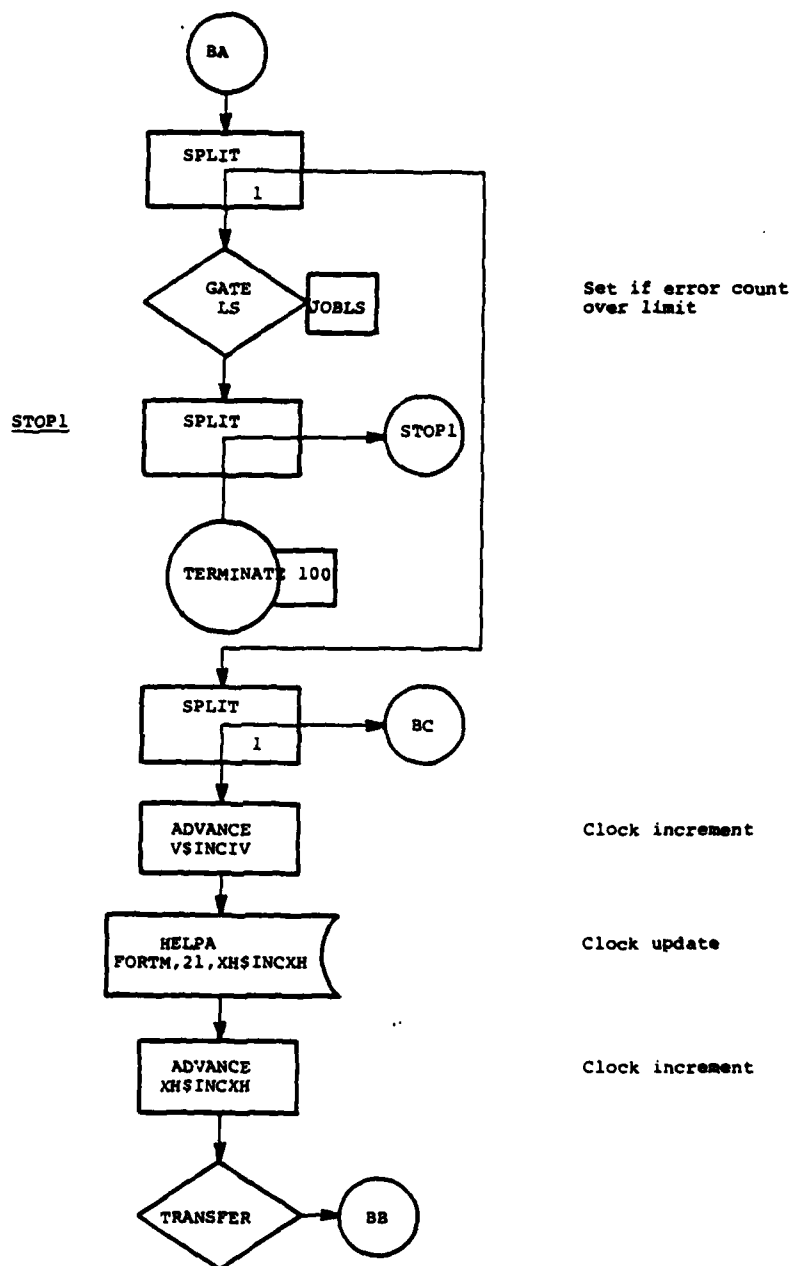 BA
SPLIT
1
GATE
LS
JOBLS
Set if error count
over limit
STOP1
SPLIT
STOP1
TERMINATE 100
SPLIT
1
BC
ADVANCE
V$INCIV
Clock increment
HELPA
FORTM,21,XH$INCXH
Clock update
ADVANCE
XH$INCXH
Clock increment
TRANSFER
BB